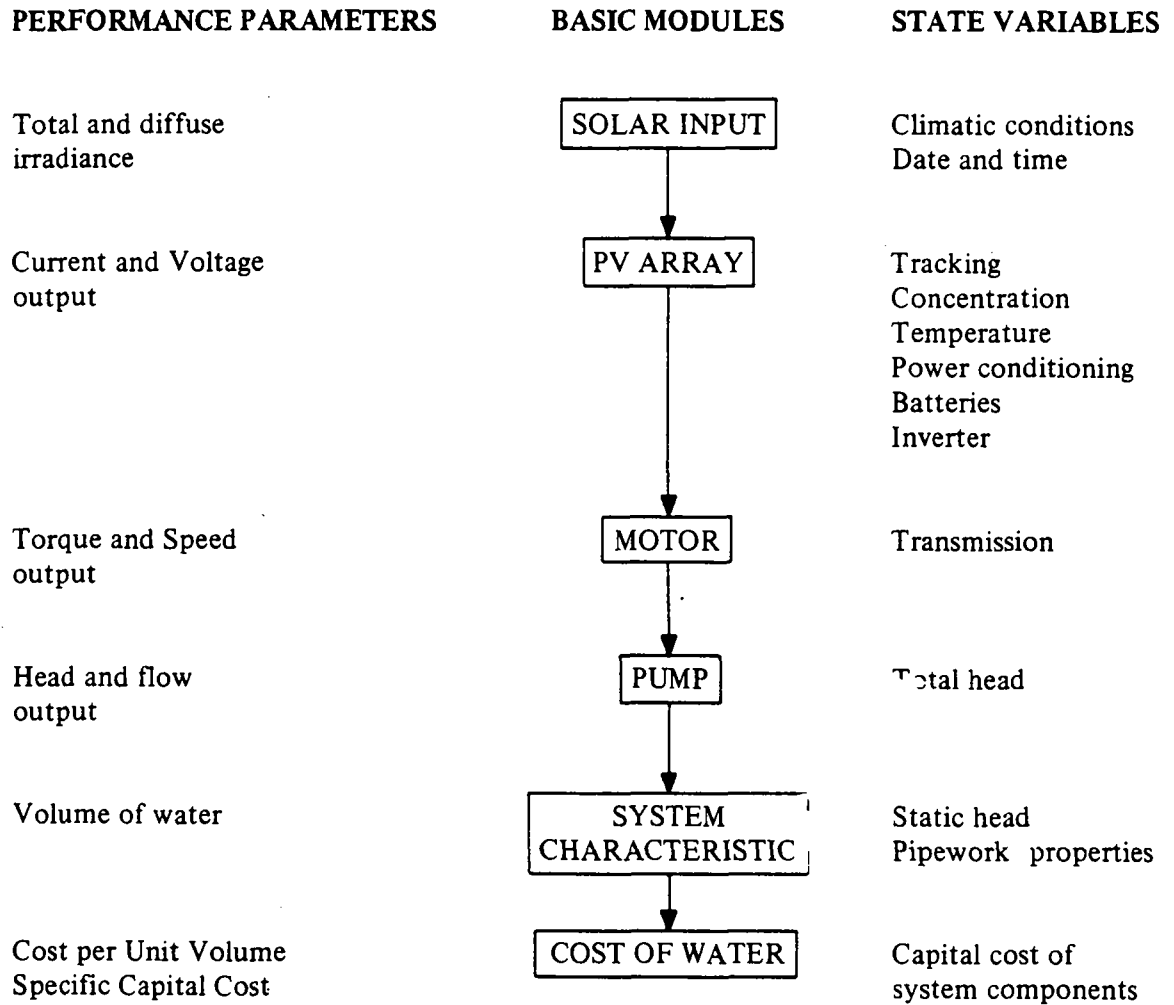 PERFORMANCE PARAMETERS BASIC MODULES STATE VARIABLES
Total and diffuse SOLAR INPUT Climatic conditions
irradiance Date and time
Current and Voltage PV ARRAY Tracking
output Concentration
Temperature
Power conditioning
Batteries
Inverter
Torque and Speed MOTOR Transmission
output
Head and flow PUMP Total head
output
Volume of water SYSTEM Static head
CHARACTERISTIC Pipework properties
Cost per Unit Volume COST OF WATER Capital cost of
Specific Capital Cost system components